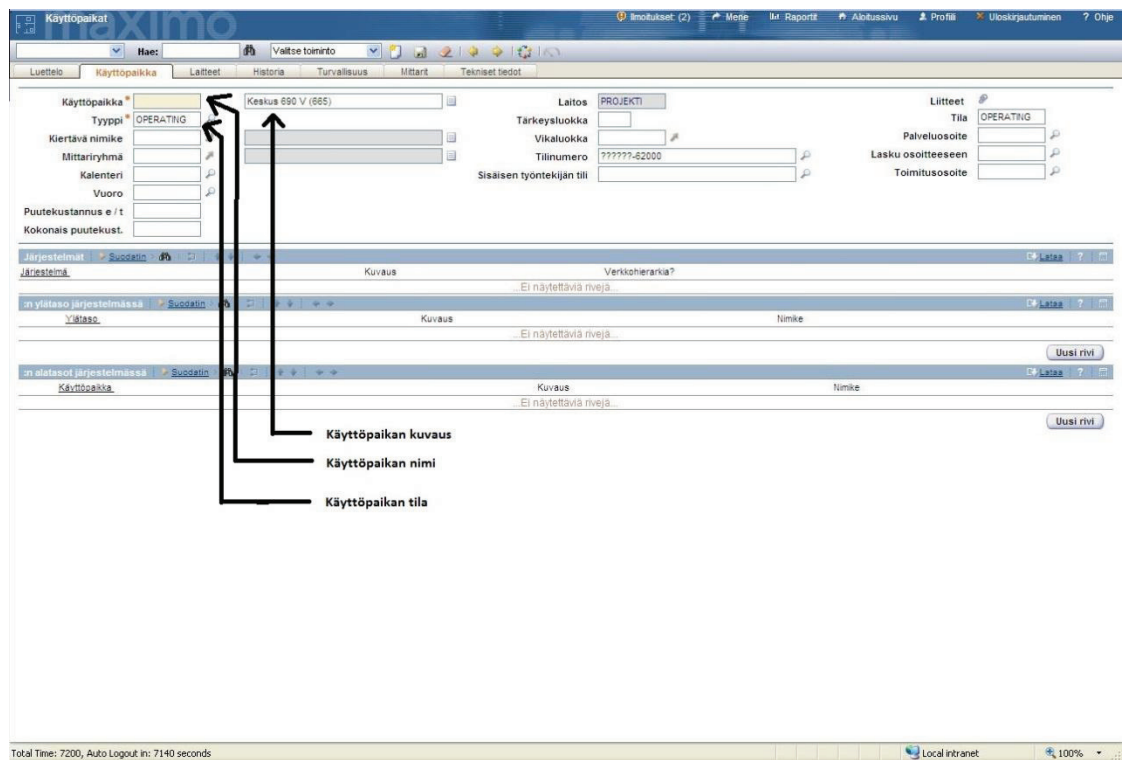 maximo
Käyttöpaikat Ilmoitukset: (2) Mene Raportit Aloitussivu Profiili Uloskirjautuminen ? Ohje
Hae: Valitse toiminto
Luettelo Käyttöpaikka Laitteet Historia Turvallisuus Mittarit Tekniset tiedot
Käyttöpaikka * Keskus 690 V (665) Laitos PROJEKTI Liitteet
Tyyppi * OPERATING Tärkeysluokka Tila OPERATING
Kiertävä nimike Vikaluokka Palveluosoite
Mittariryhmä Tilinumero ??????-62000 Lasku osoitteeseen
Kalenteri Sisäisen työntekijän tili Toimitusosoite
Vuoro
Puutekustannus e / t
Kokonais puutekust.
Järjestelmät Suodatin Lataa ?
Järjestelmä Kuvaus Verkkohierarkia?
...Ei näytettäviä rivejä...
:n ylätaso järjestelmässä Suodatin Lataa ?
Ylätaso Kuvaus Nimike
...Ei näytettäviä rivejä...
Uusi rivi
:n alatasot järjestelmässä Suodatin Lataa ?
Käyttöpaikka Kuvaus Nimike
...Ei näytettäviä rivejä...
Uusi rivi
Käyttöpaikan kuvaus
Käyttöpaikan nimi
Käyttöpaikan tila
Total Time: 7200, Auto Logout in: 7140 seconds Local intranet 100%